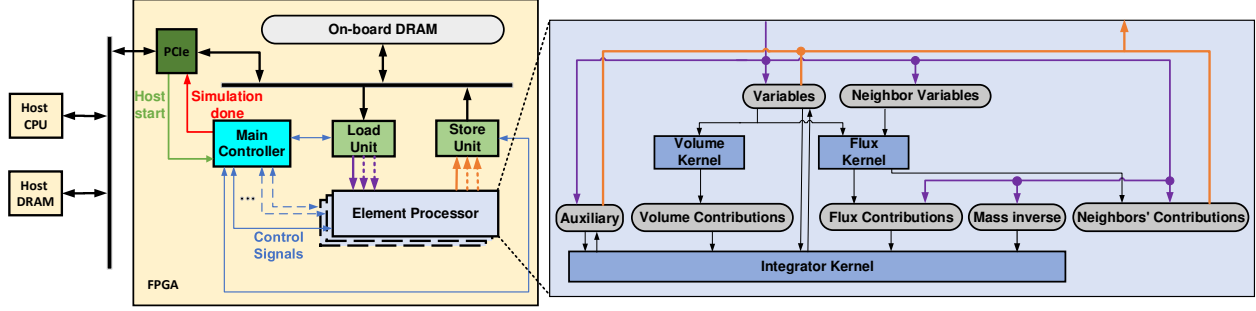 On-board DRAM
PCIe
Host
start
Simulation
done
Host
CPU
Main
Controller
Load
Unit
Store
Unit
Host
DRAM
...
Element Processor
Control
Signals
FPGA
Variables
Neighbor Variables
Volume
Kernel
Flux
Kernel
Auxiliary
Volume Contributions
Flux Contributions
Mass inverse
Neighbors' Contributions
Integrator Kernel